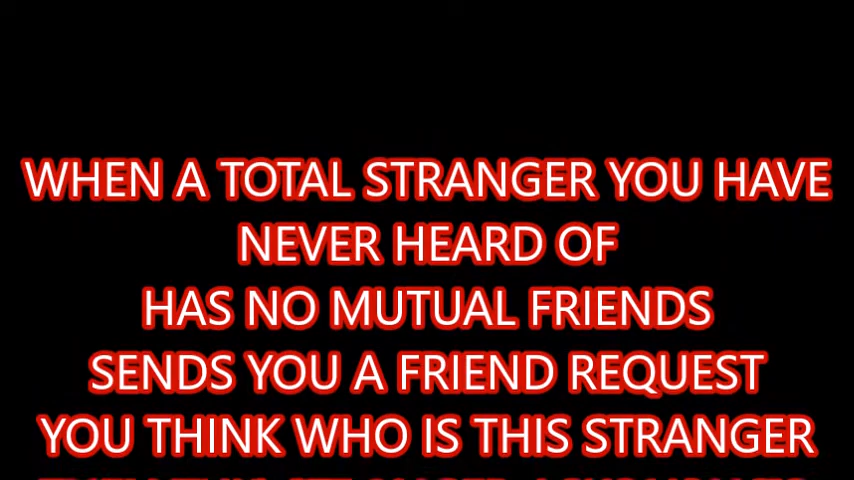 WHEN A TOTAL STRANGER YOU HAVE
NEVER HEARD OF
HAS NO MUTUAL FRIENDS
SENDS YOU A FRIEND REQUEST
YOU THINK WHO IS THIS STRANGER